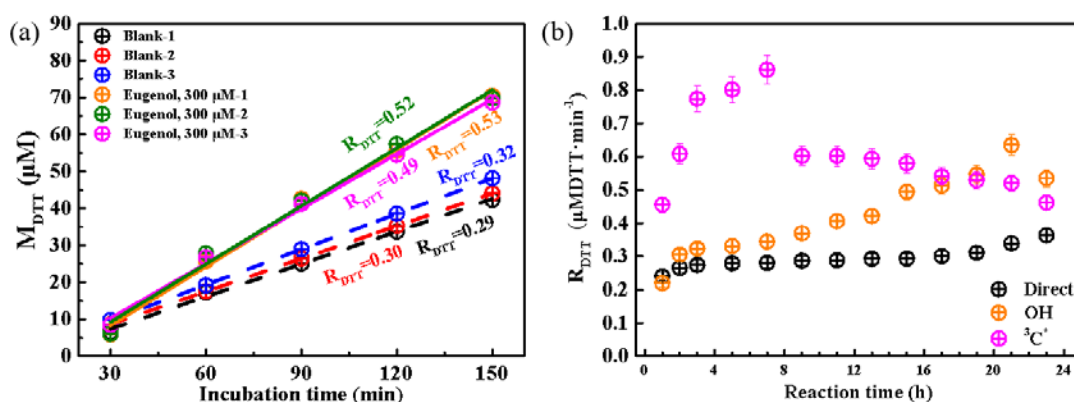 (a)
M_DTT (μM)
90
80
70
60
50
40
30
20
10
0
Blank-1
Blank-2
Blank-3
Eugenol, 300 μM-1
Eugenol, 300 μM-2
Eugenol, 300 μM-3
R_DTT=0.52
R_DTT=0.53
R_DTT=0.49
R_DTT=0.32
R_DTT=0.30
R_DTT=0.29
30 60 90 120 150
Incubation time (min)
(b)
R_DTT (μMDTT·min⁻¹)
1.0
0.9
0.8
0.7
0.6
0.5
0.4
0.3
0.2
0.1
0.0
Direct
OH
³C*
0 4 8 12 16 20 24
Reaction time (h)